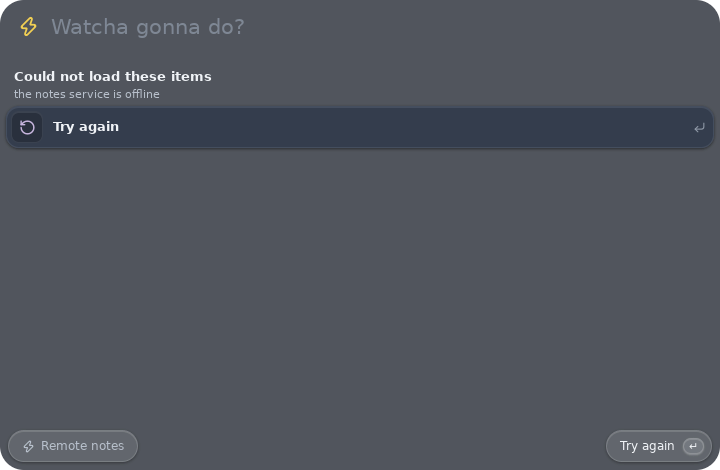 Watcha gonna do?
Could not load these items
the notes service is offline
Try again
Remote notes
Try again